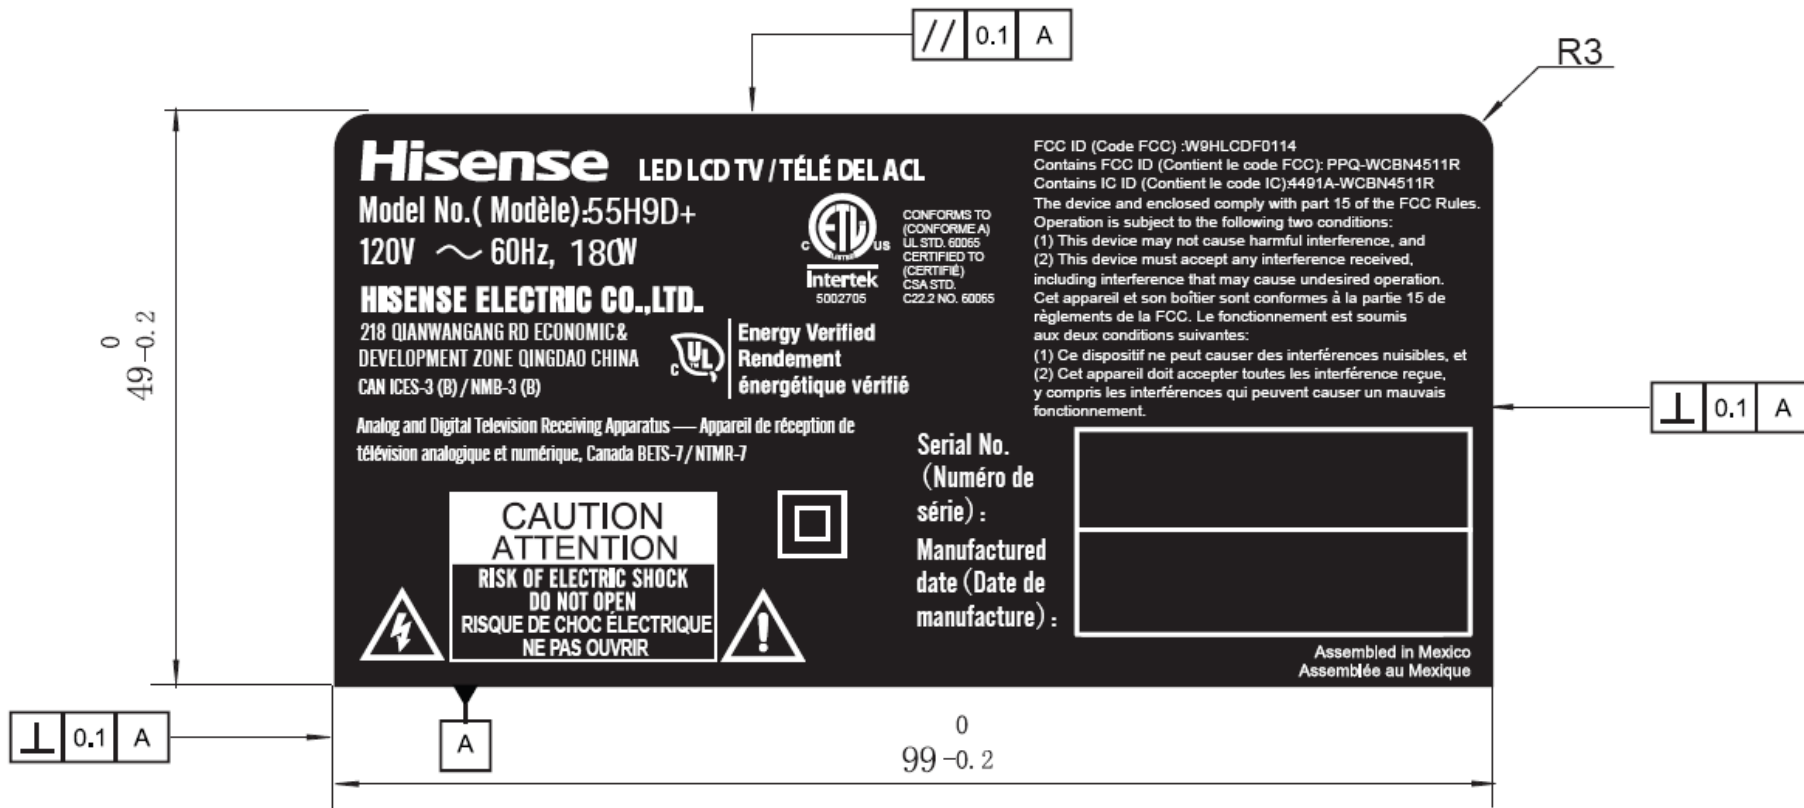 // 0.1 A
R3
Hisense LED LCD TV / TÉLÉ DEL ACL
Model No.( Modèle):55H9D+
120V ～ 60Hz, 180W
HISENSE ELECTRIC CO.,LTD.
218 QIANWANGANG RD ECONOMIC &
DEVELOPMENT ZONE QINGDAO CHINA
CAN ICES-3 (B) / NMB-3 (B)
Analog and Digital Television Receiving Apparatus — Appareil de réception de
télévision analogique et numérique, Canada BETS-7 / NTMR-7
C ETL US
LISTED
Intertek
5002705
CONFORMS TO
(CONFORME A)
UL STD. 60065
CERTIFIED TO
(CERTIFIÉ)
CSA STD.
C22.2 NO. 60065
C UL TM
Energy Verified
Rendement
énergétique vérifié
FCC ID (Code FCC) :W9HLCDF0114
Contains FCC ID (Contient le code FCC): PPQ-WCBN4511R
Contains IC ID (Contient le code IC):4491A-WCBN4511R
The device and enclosed comply with part 15 of the FCC Rules.
Operation is subject to the following two conditions:
(1) This device may not cause harmful interference, and
(2) This device must accept any interference received,
including interference that may cause undesired operation.
Cet appareil et son boîtier sont conformes à la partie 15 de
règlements de la FCC. Le fonctionnement est soumis
aux deux conditions suivantes:
(1) Ce dispositif ne peut causer des interférences nuisibles, et
(2) Cet appareil doit accepter toutes les interférence reçue,
y compris les interférences qui peuvent causer un mauvais
fonctionnement.
Serial No.
(Numéro de
série) :
Manufactured
date (Date de
manufacture) :
CAUTION
ATTENTION
RISK OF ELECTRIC SHOCK
DO NOT OPEN
RISQUE DE CHOC ÉLECTRIQUE
NE PAS OUVRIR
Assembled in Mexico
Assemblée au Mexique
0
49-0.2
⊥ 0.1 A
⊥ 0.1 A
A
0
99-0.2